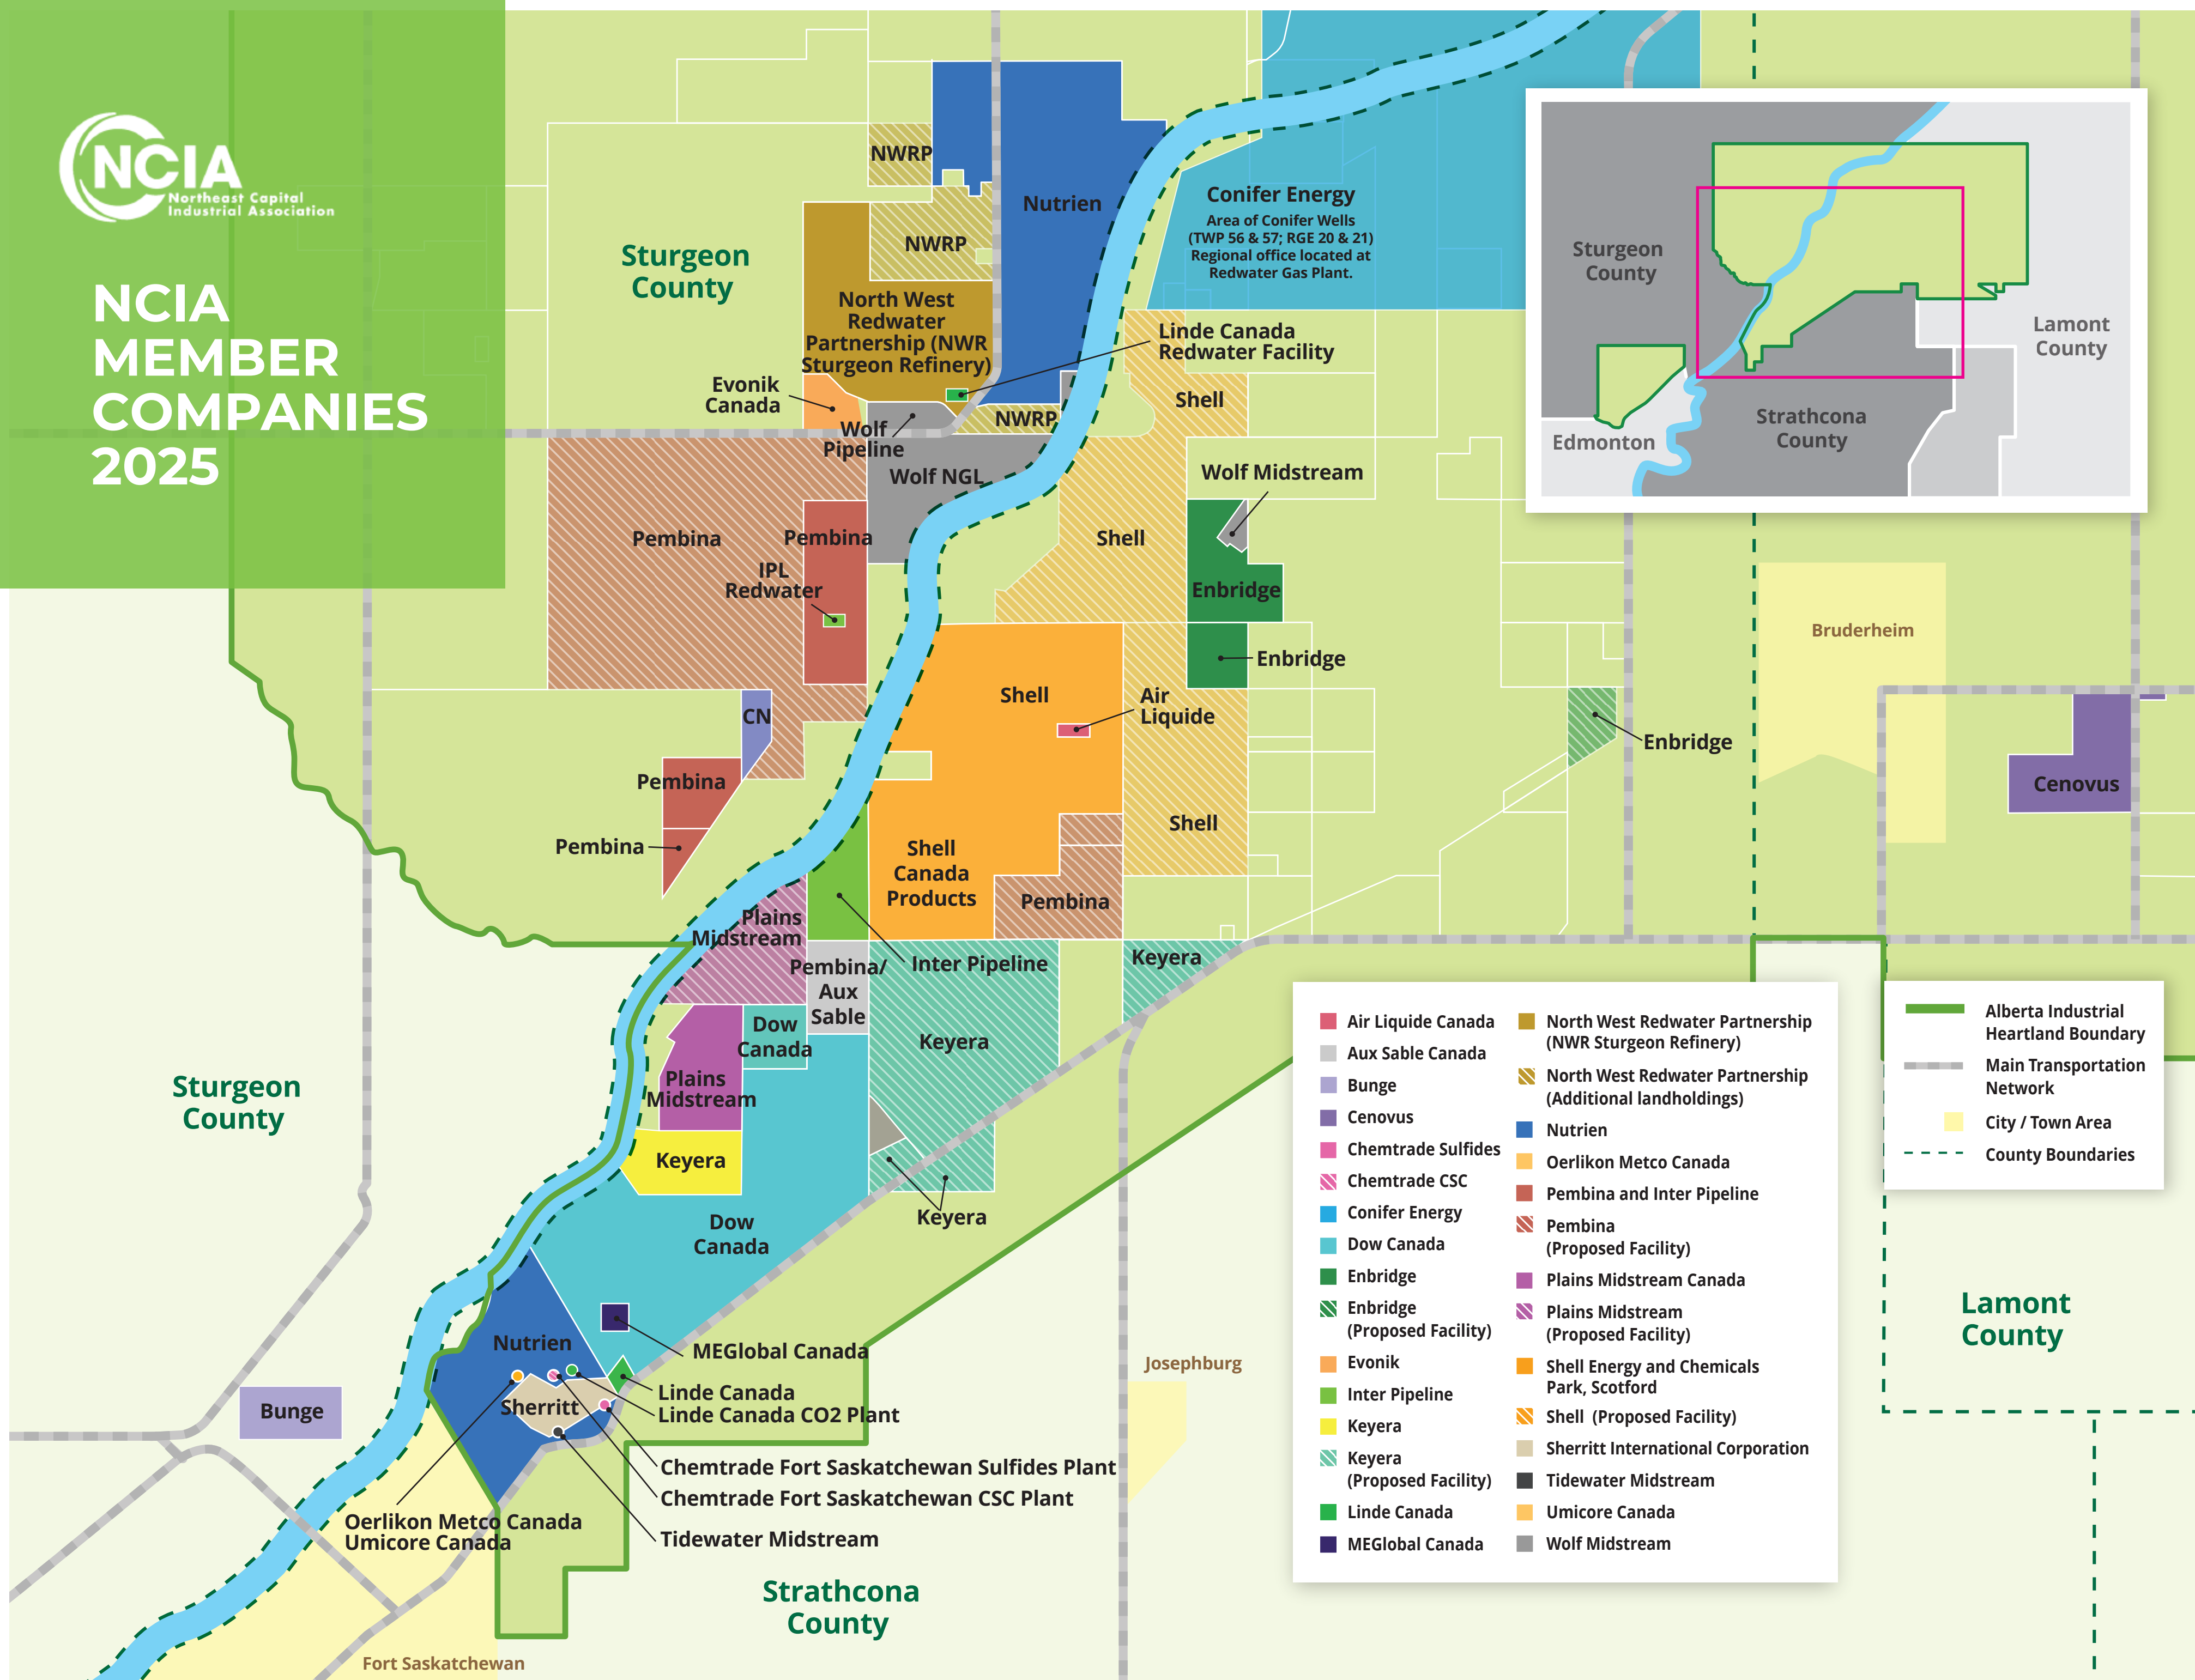 NCIA
Northeast Capital
Industrial Association
NCIA
MEMBER
COMPANIES
2025
Sturgeon
County
NWRP
NWRP
Nutrien
North West
Redwater
Partnership (NWR
Sturgeon Refinery)
Conifer Energy
Area of Conifer Wells
(TWP 56 & 57; RGE 20 & 21)
Regional office located at
Redwater Gas Plant.
Linde Canada
Redwater Facility
Evonik
Canada
Wolf
Pipeline
NWRP
Shell
Wolf NGL
Wolf Midstream
Pembina
Pembina
IPL
Redwater
Shell
Enbridge
Enbridge
Shell
Air
Liquide
CN
Enbridge
Pembina
Pembina
Shell
Shell
Canada
Products
Pembina
Plains
Midstream
Inter Pipeline
Keyera
Pembina/
Aux
Sable
Dow
Canada
Keyera
Plains
Midstream
Keyera
Keyera
Dow
Canada
Nutrien
MEGlobal Canada
Linde Canada
Linde Canada CO2 Plant
Sherritt
Bunge
Chemtrade Fort Saskatchewan Sulfides Plant
Chemtrade Fort Saskatchewan CSC Plant
Tidewater Midstream
Oerlikon Metco Canada
Umicore Canada
Sturgeon
County
Strathcona
County
Fort Saskatchewan
Josephburg
Bruderheim
Cenovus
Lamont
County
Sturgeon
County
Edmonton
Strathcona
County
Lamont
County
Air Liquide Canada
Aux Sable Canada
Bunge
Cenovus
Chemtrade Sulfides
Chemtrade CSC
Conifer Energy
Dow Canada
Enbridge
Enbridge
(Proposed Facility)
Evonik
Inter Pipeline
Keyera
Keyera
(Proposed Facility)
Linde Canada
MEGlobal Canada
North West Redwater Partnership
(NWR Sturgeon Refinery)
North West Redwater Partnership
(Additional landholdings)
Nutrien
Oerlikon Metco Canada
Pembina and Inter Pipeline
Pembina
(Proposed Facility)
Plains Midstream Canada
Plains Midstream
(Proposed Facility)
Shell Energy and Chemicals
Park, Scotford
Shell (Proposed Facility)
Sherritt International Corporation
Tidewater Midstream
Umicore Canada
Wolf Midstream
Alberta Industrial
Heartland Boundary
Main Transportation
Network
City / Town Area
County Boundaries